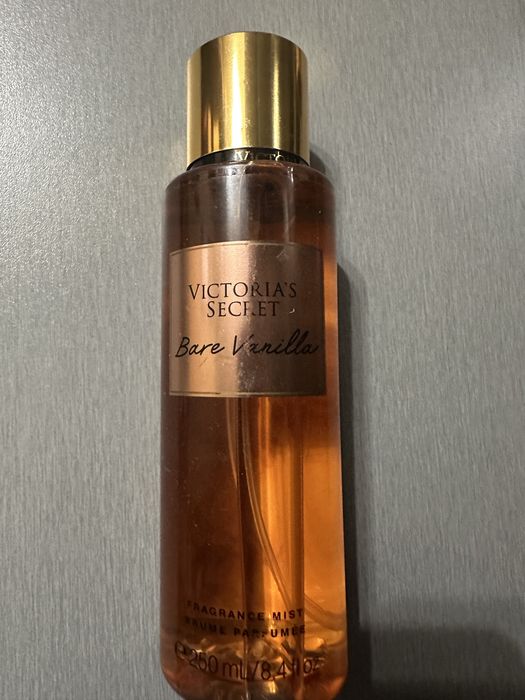 VICTORIA'S
SECRET
Bare Vanilla
FRAGRANCE MIST
BRUME PARFUMÉE
℮ 250 mL/8.4 fl oz